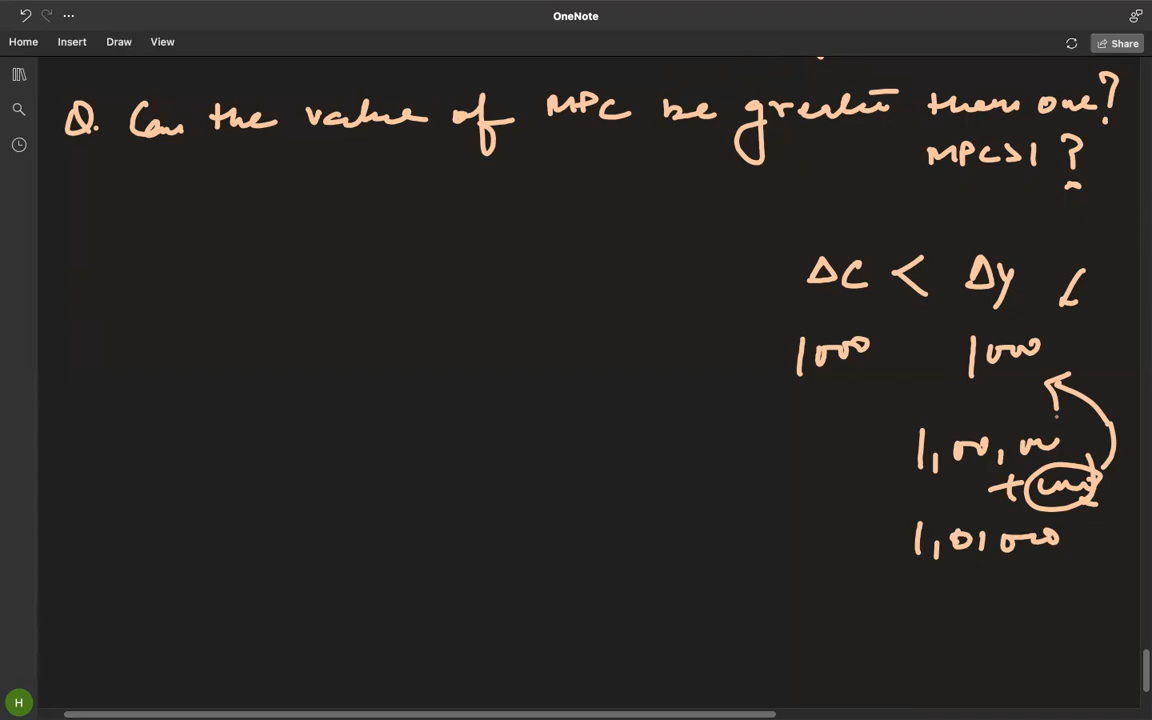 OneNote
Home Insert Draw View
Share
Q. Can the value of MPC be greater than one?
MPC>1 ?
ΔC < Δy
1000 1000
1,00,000
+
1,01,000
H